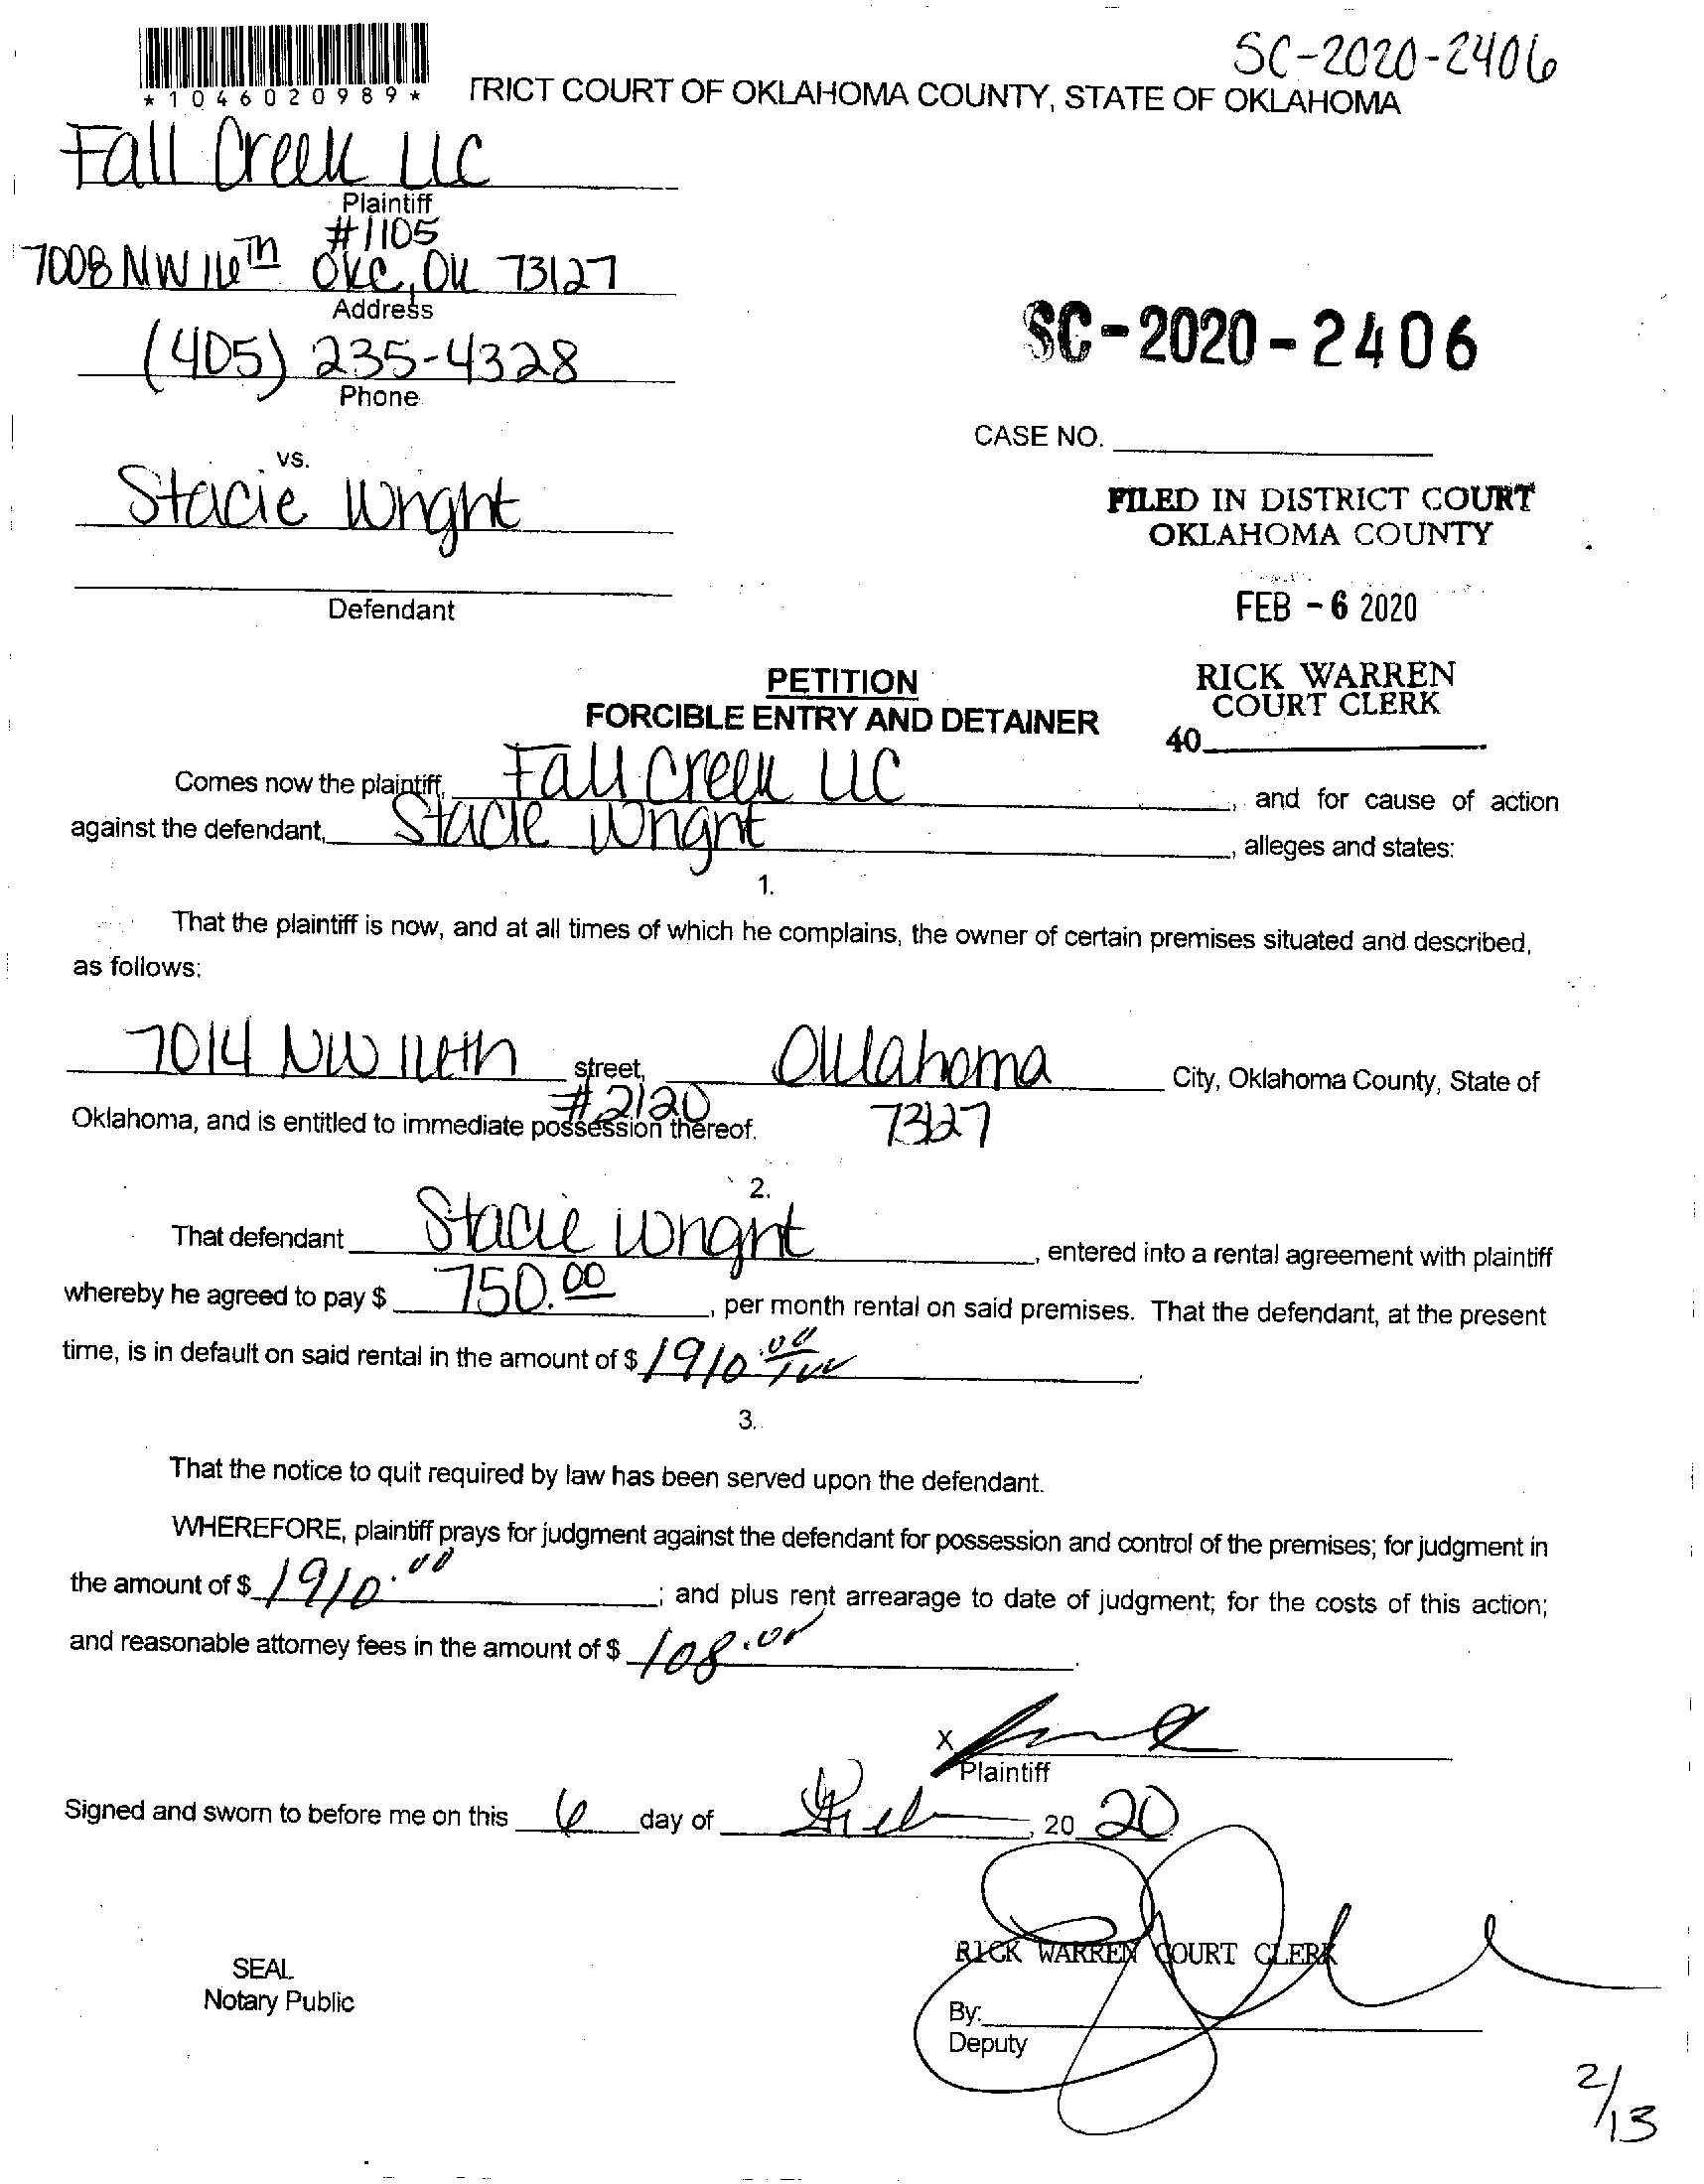 SC-2020-2406
*1046020989*
TRICT COURT OF OKLAHOMA COUNTY, STATE OF OKLAHOMA
Fall Creek LLC
Plaintiff
#1105
7008 NW 16th OKC, OK 73127
Address
(405) 235-4328
Phone
SC-2020-2406
CASE NO.
vs.
Stacie Wright
FILED IN DISTRICT COURT
OKLAHOMA COUNTY
Defendant
FEB -6 2020
PETITION
FORCIBLE ENTRY AND DETAINER
RICK WARREN
COURT CLERK
40
Comes now the plaintiff, Fall Creek LLC, and for cause of action
against the defendant, Stacie Wright, alleges and states:
1.
That the plaintiff is now, and at all times of which he complains, the owner of certain premises situated and described,
as follows:
7014 NW 16th street, Oklahoma City, Oklahoma County, State of
#2120 73127
Oklahoma, and is entitled to immediate possession thereof.
2.
That defendant Stacie Wright, entered into a rental agreement with plaintiff
whereby he agreed to pay $ 750.00, per month rental on said premises. That the defendant, at the present
time, is in default on said rental in the amount of $ 1910.00
3.
That the notice to quit required by law has been served upon the defendant.
WHEREFORE, plaintiff prays for judgment against the defendant for possession and control of the premises; for judgment in
the amount of $ 1910.00; and plus rent arrearage to date of judgment; for the costs of this action;
and reasonable attorney fees in the amount of $ 108.00.
X
Plaintiff
Signed and sworn to before me on this 6 day of Feb, 20 20
RICK WARREN COURT CLERK
SEAL
Notary Public
By:
Deputy
2/13